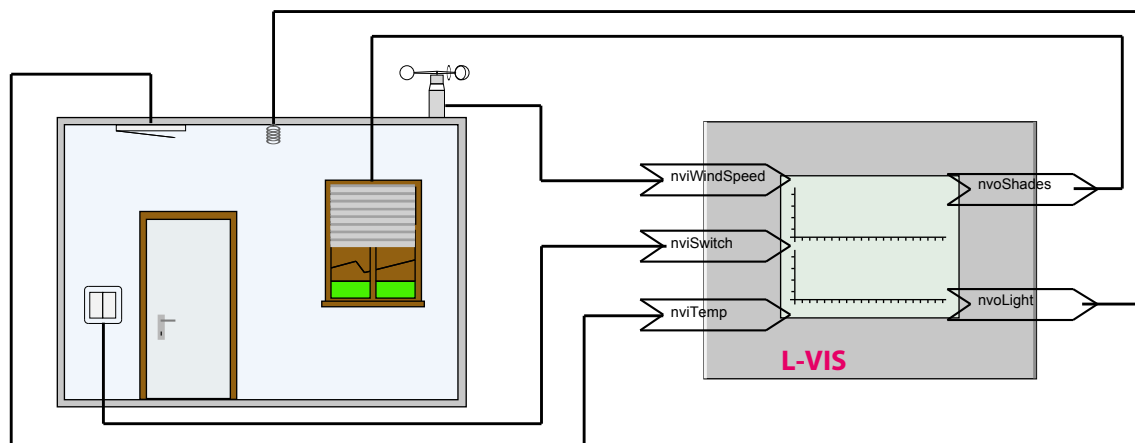 nviWindSpeed
nvoShades
nviSwitch
nvoLight
nviTemp
L-VIS